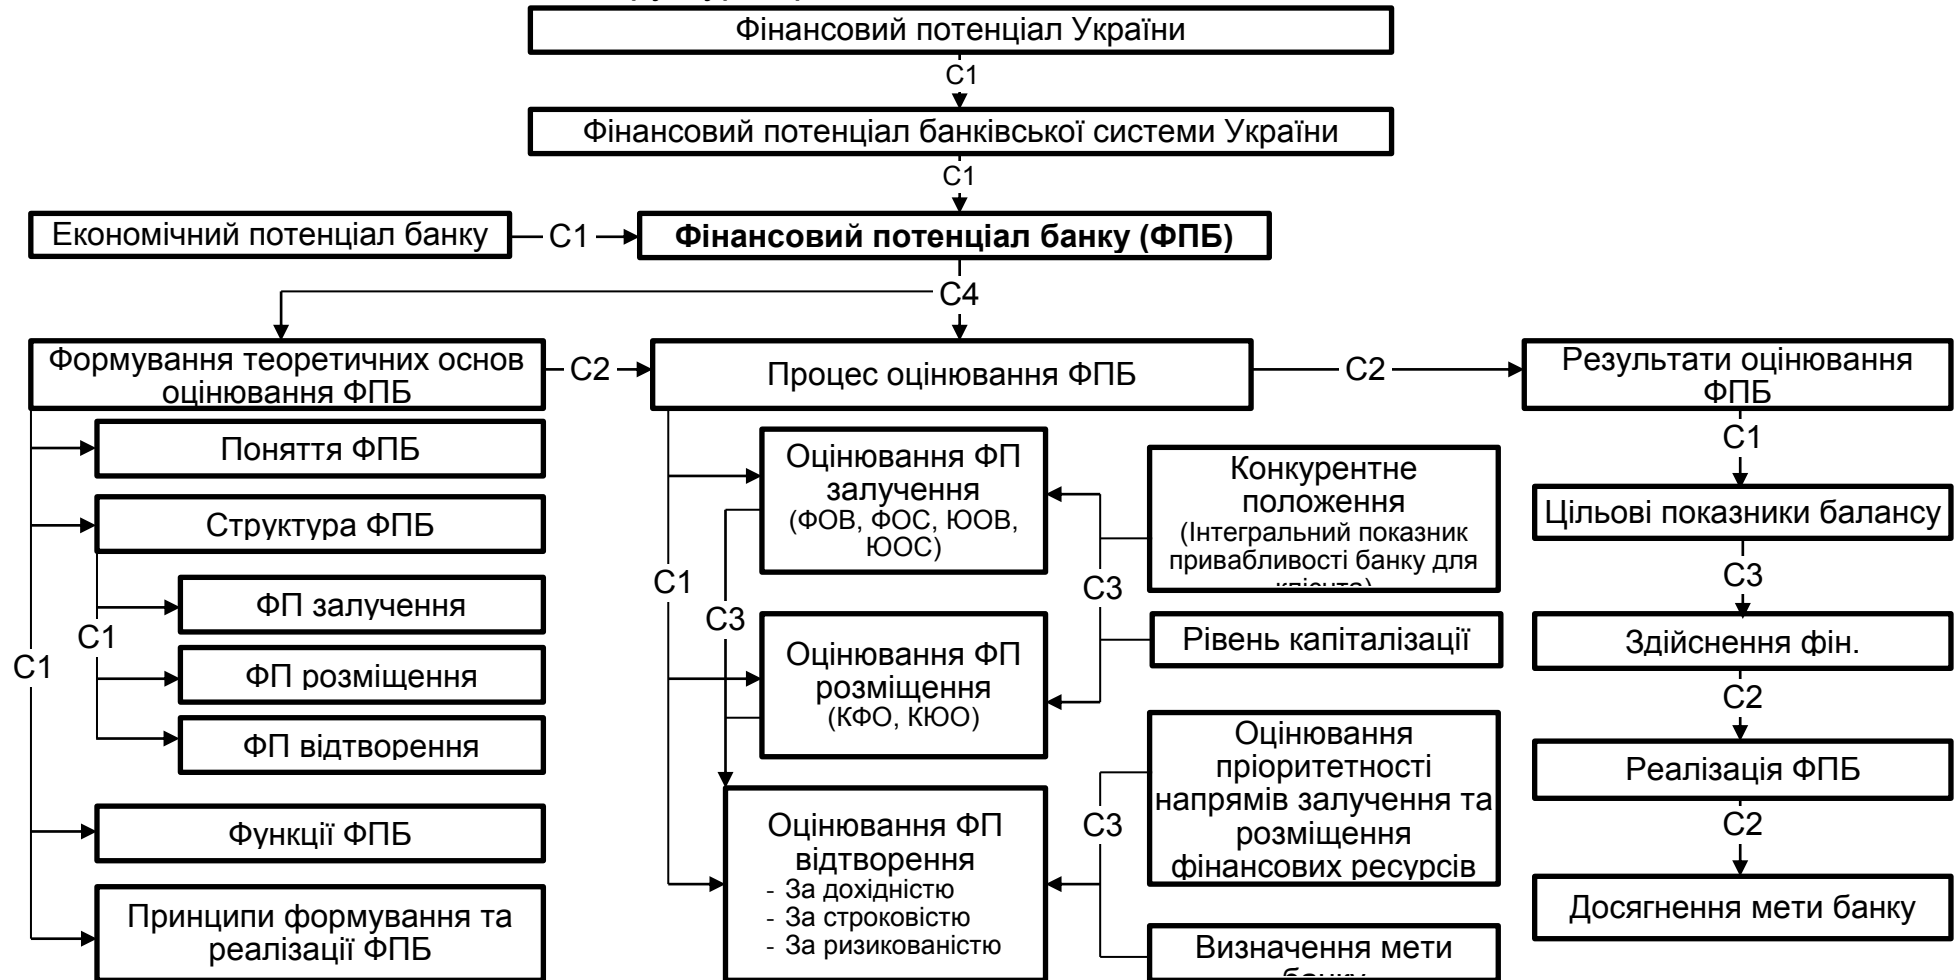 Фінансовий потенціал України
С1
Фінансовий потенціал банківської системи України
С1
Економічний потенціал банку
С1
Фінансовий потенціал банку (ФПБ)
С4
Формування теоретичних основ
оцінювання ФПБ
С2
Процес оцінювання ФПБ
С2
Результати оцінювання
ФПБ
Поняття ФПБ
Структура ФПБ
ФП залучення
С1
ФП розміщення
С1
ФП відтворення
Функції ФПБ
Принципи формування та
реалізації ФПБ
С1
Оцінювання ФП
залучення
(ФОВ, ФОС, ЮОВ,
ЮОС)
С3
Оцінювання ФП
розміщення
(КФО, КЮО)
Оцінювання ФП
відтворення
- За дохідністю
- За строковістю
- За ризикованістю
С3
Конкурентне
положення
(Інтегральний показник
привабливості банку для
Рівень капіталізації
С3
Оцінювання
пріоритетності
напрямів залучення та
розміщення
фінансових ресурсів
Визначення мети
С1
Цільові показники балансу
С3
Здійснення фін.
С2
Реалізація ФПБ
С2
Досягнення мети банку